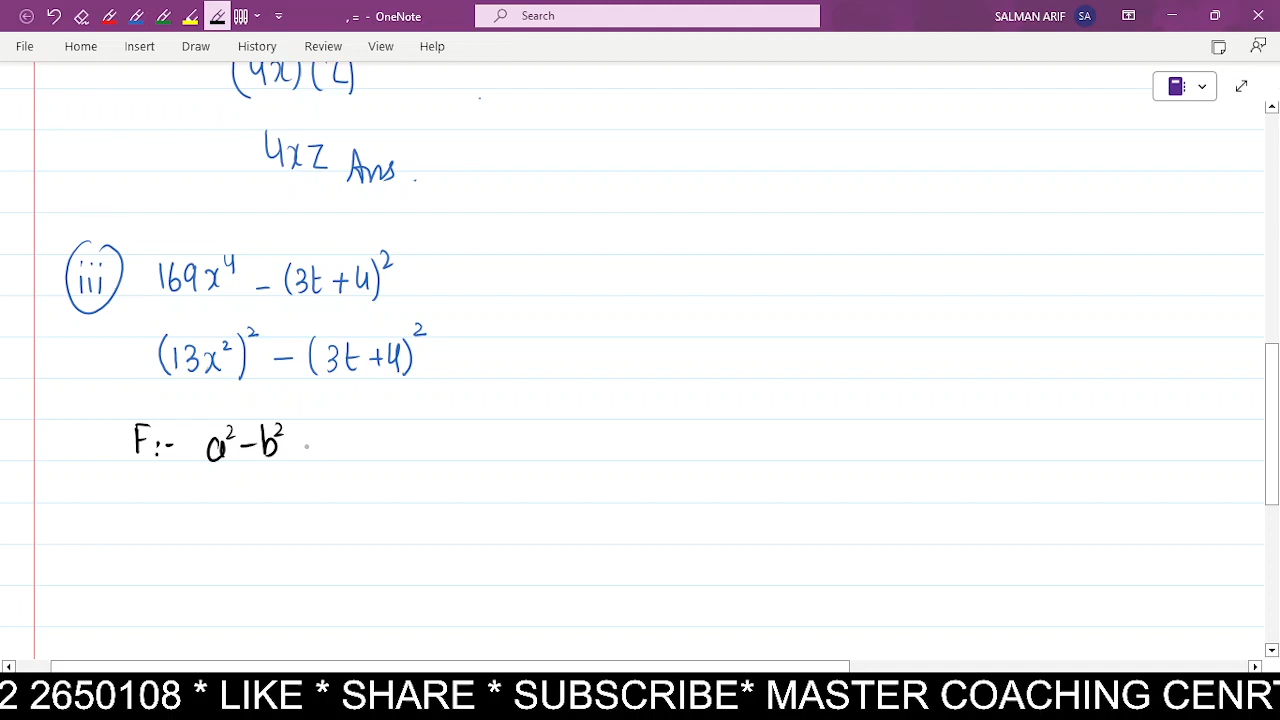 , = - OneNote
Search
SALMAN ARIF
SA
File Home Insert Draw History Review View Help
(4x)(z)
4xz Ans.
iii 169x⁴ - (3t+4)²
(13x²)² - (3t+4)²
F:- a² - b²
2 2650108 * LIKE * SHARE * SUBSCRIBE* MASTER COACHING CENRT